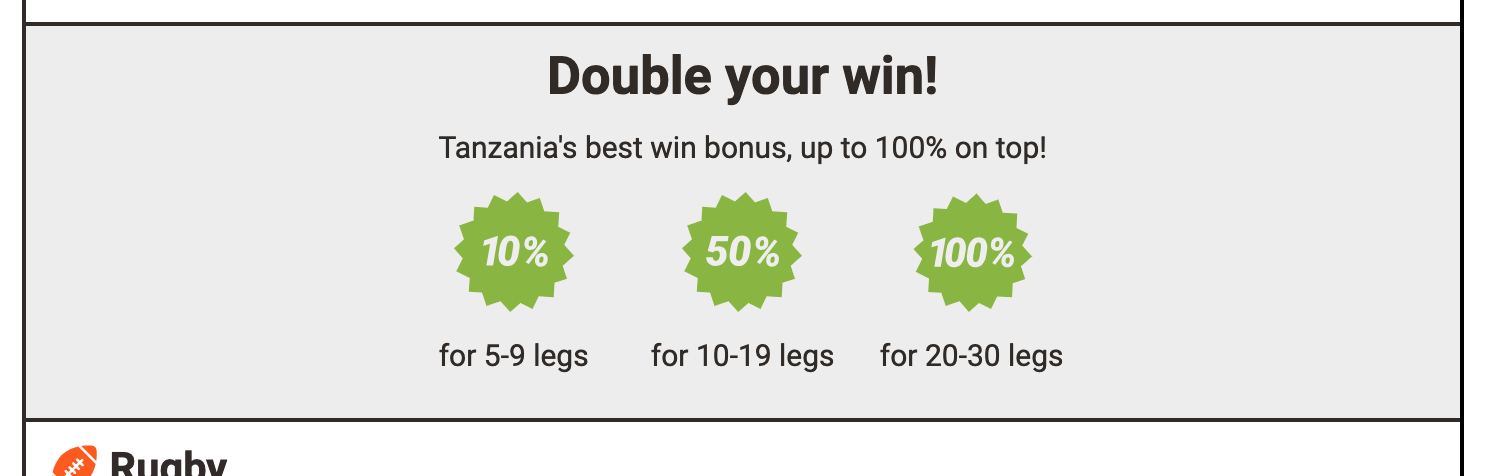 Double your win!
Tanzania's best win bonus, up to 100% on top!
10% 50% 100%
for 5-9 legs for 10-19 legs for 20-30 legs
Rugby